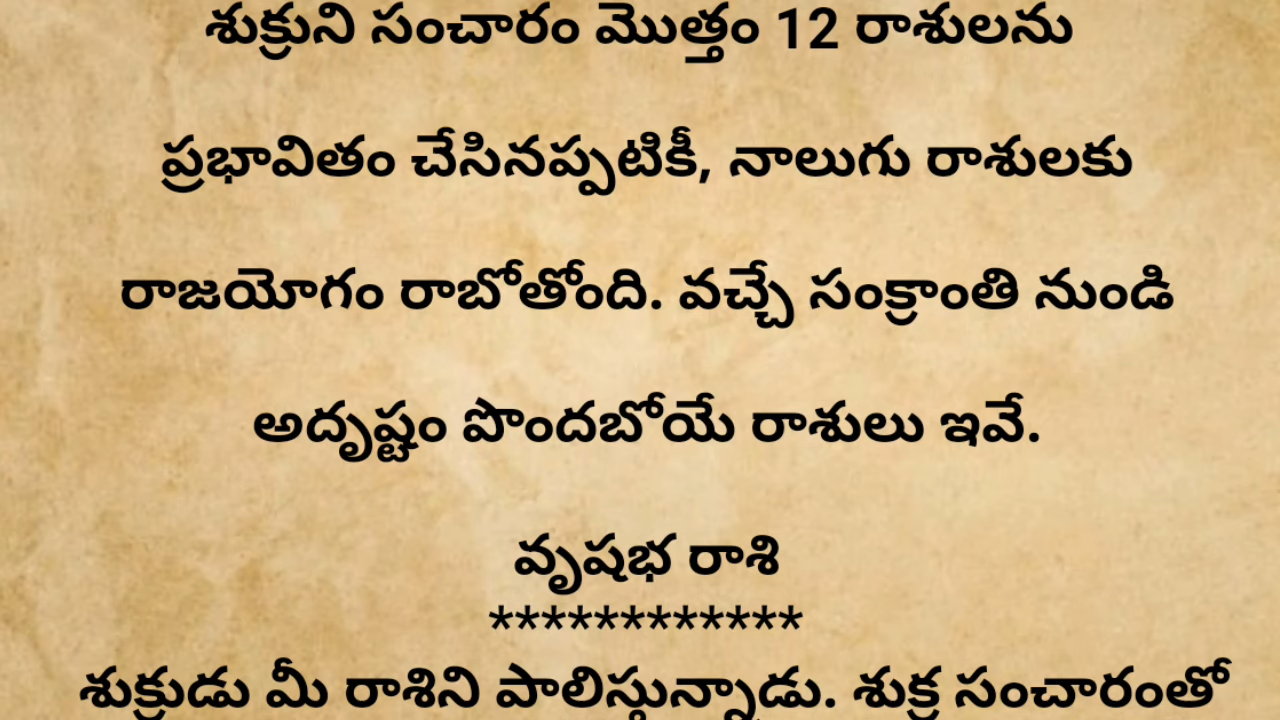 శుక్రుని సంచారం మొత్తం 12 రాశులను
ప్రభావితం చేసినప్పటికీ, నాలుగు రాశులకు
రాజయోగం రాబోతోంది. వచ్చే సంక్రాంతి నుండి
అదృష్టం పొందబోయే రాశులు ఇవే.
వృషభ రాశి
************
శుక్రుడు మీ రాశిని పాలిస్తున్నాడు. శుక్ర సంచారంతో